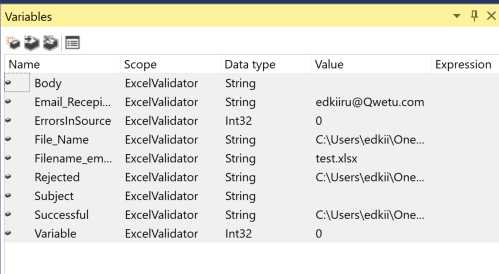 Variables
Name Scope Data type Value Expression
Body ExcelValidator String
Email_Recepi... ExcelValidator String edkiiru@Qwetu.com
ErrorsInSource ExcelValidator Int32 0
File_Name ExcelValidator String C:\Users\edkii\One...
Filename_em... ExcelValidator String test.xlsx
Rejected ExcelValidator String C:\Users\edkii\One...
Subject ExcelValidator String
Successful ExcelValidator String C:\Users\edkii\One...
Variable ExcelValidator Int32 0